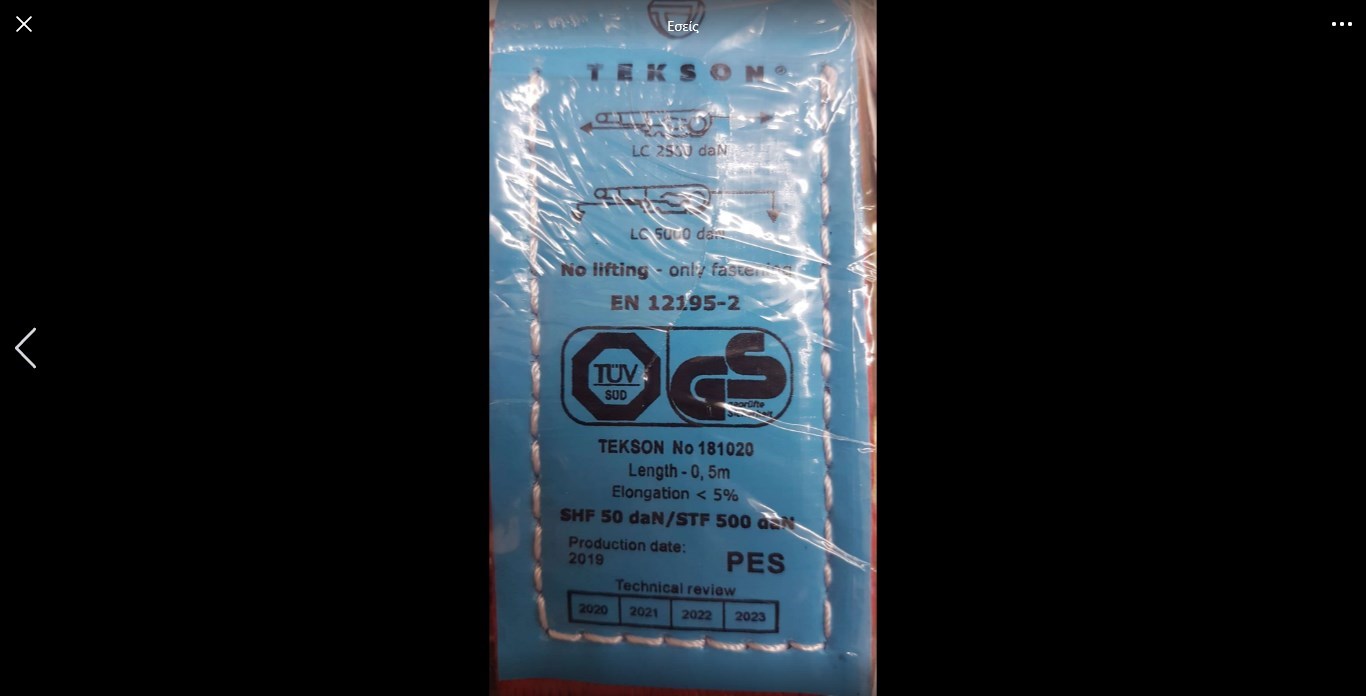 Εσείς
TEKSON®
LC 2500 daN
LC 5000 daN
No lifting - only fastening
EN 12195-2
TÜV
SÜD
GS
geprüfte
Sicherheit
TEKSON No 181020
Length - 0, 5m
Elongation < 5%
SHF 50 daN/STF 500 daN
Production date:
2019
PES
Technical review
2020 2021 2022 2023